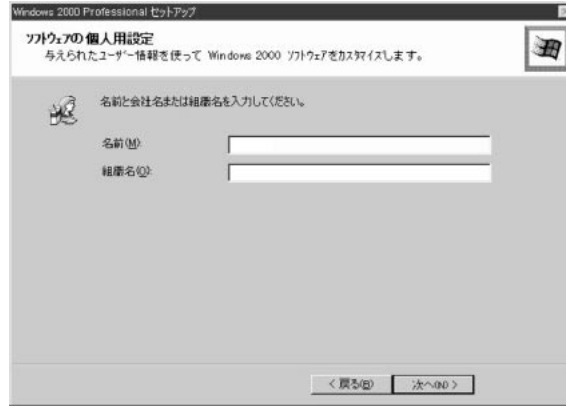 Windows 2000 Professional セットアップ
ソフトウェアの個人用設定
与えられたユーザー情報を使って Windows 2000 ソフトウェアをカスタマイズします。
名前と会社名または組織名を入力してください。
名前(M):
組織名(O):
< 戻る(B)
次へ(N) >